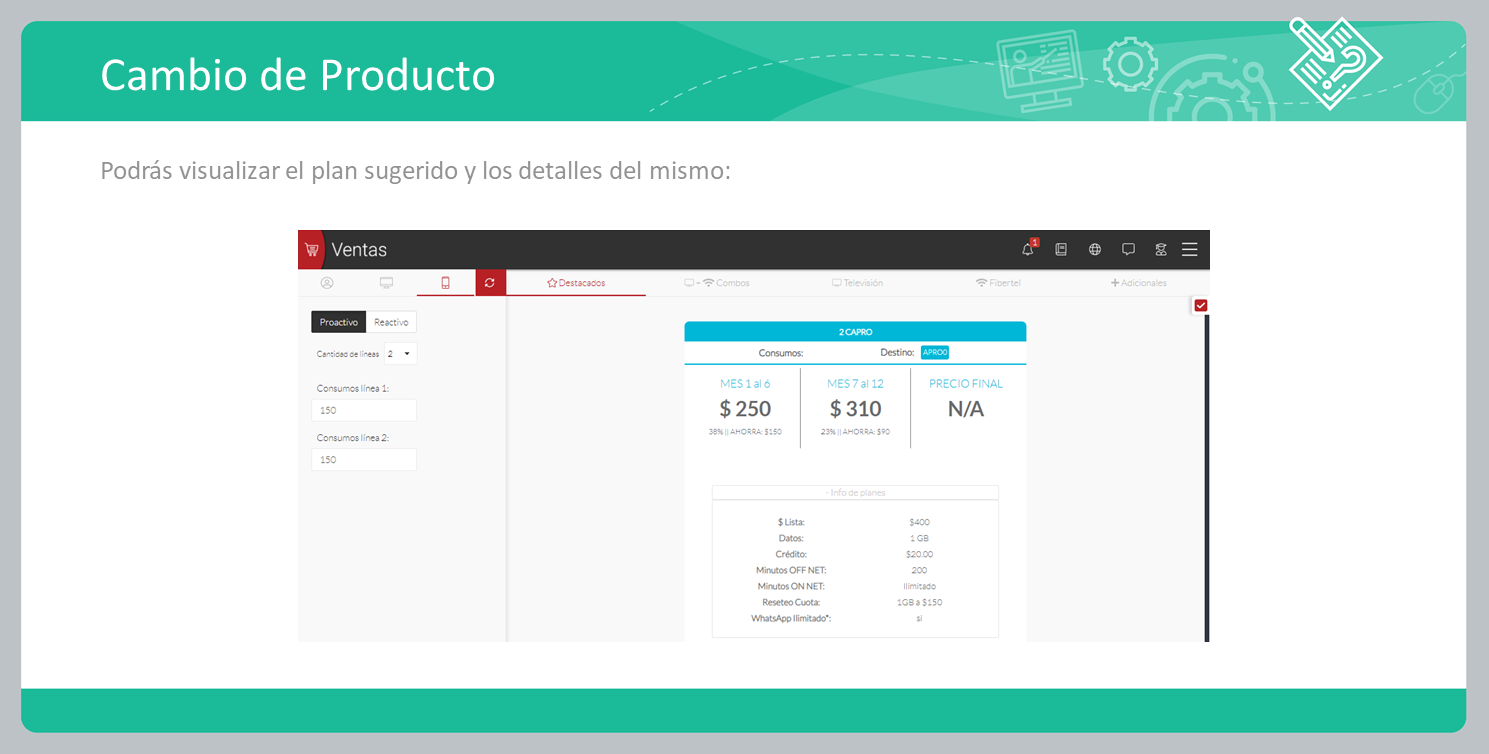 Cambio de Producto
Podrás visualizar el plan sugerido y los detalles del mismo:
Ventas
1
Destacados
Combos
Televisión
Fibertel
Adicionales
Proactivo Reactivo
Cantidad de líneas 2
Consumos línea 1:
150
Consumos línea 2:
150
2 CAPRO
Consumos: Destino: APRO0
MES 1 al 6 MES 7 al 12 PRECIO FINAL
$ 250 $ 310 N/A
38% || AHORRA: $150 23% || AHORRA: $90
- Info de planes
$ Lista: $400
Datos: 1 GB
Crédito: $20.00
Minutos OFF NET: 200
Minutos ON NET: Ilimitado
Reseteo Cuota: 1GB a $150
WhatsApp Ilimitado*: si